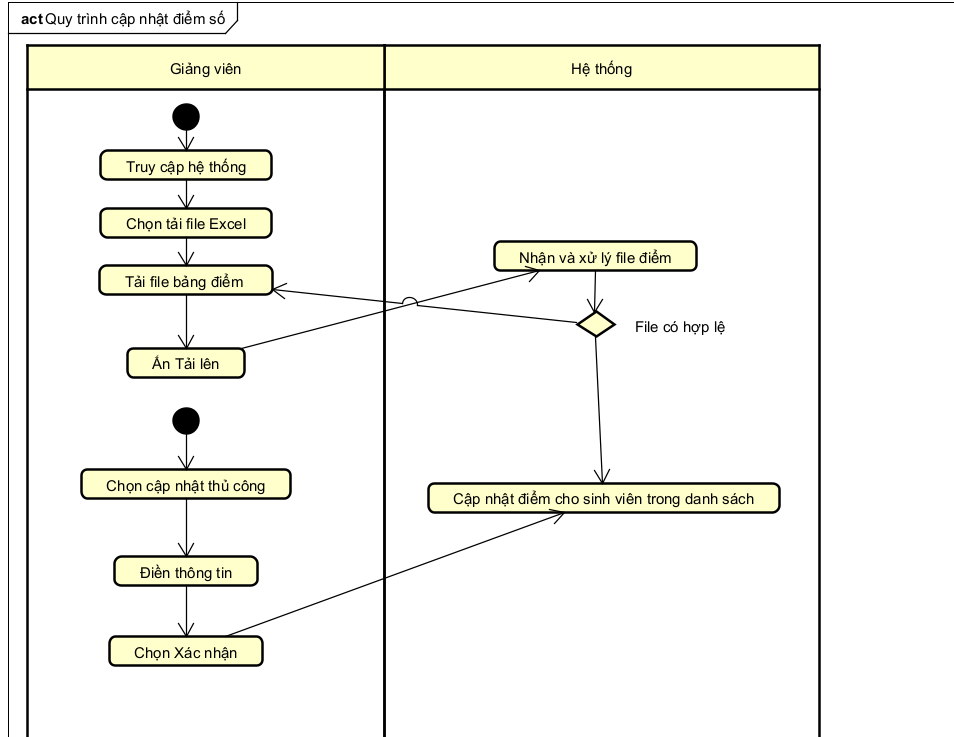 act Quy trình cập nhật điểm số
Giảng viên
Hệ thống
Truy cập hệ thống
Chọn tải file Excel
Tải file bảng điểm
Ấn Tải lên
Nhận và xử lý file điểm
File có hợp lệ
Chọn cập nhật thủ công
Điền thông tin
Chọn Xác nhận
Cập nhật điểm cho sinh viên trong danh sách